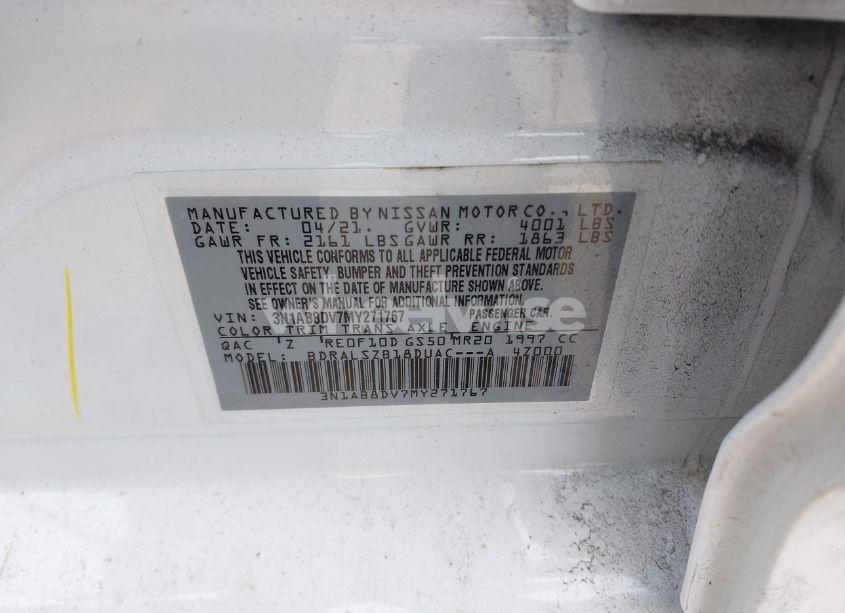 MANUFACTURED BY NISSAN MOTOR CO., LTD.
DATE: 04/21. GVWR: 4001 LBS
GAWR FR: 2161 LBS GAWR RR: 1863 LBS
THIS VEHICLE CONFORMS TO ALL APPLICABLE FEDERAL MOTOR
VEHICLE SAFETY, BUMPER AND THEFT PREVENTION STANDARDS
IN EFFECT ON THE DATE OF MANUFACTURE SHOWN ABOVE.
SEE OWNER'S MANUAL FOR ADDITIONAL INFORMATION.
VIN: 3N1AB8DV7MY271767 PASSENGER CAR.
COLOR TRIM TRANS AXLE ENGINE
QAC Z RE0F10D GS50 MR20 1997 CC
MODEL: BDRALSZB18DUAC---A 4Z000
3N1AB8DV7MY271767